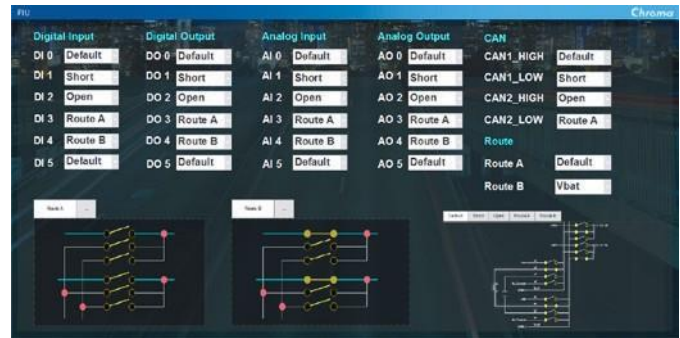 FIU Chroma
Digital Input Digital Output Analog Input Analog Output CAN
DI 0 Default DO 0 Default AI 0 Default AO 0 Default CAN1_HIGH Default
DI 1 Short DO 1 Short AI 1 Short AO 1 Short CAN1_LOW Short
DI 2 Open DO 2 Open AI 2 Open AO 2 Open CAN2_HIGH Open
DI 3 Route A DO 3 Route A AI 3 Route A AO 3 Route A CAN2_LOW Route A
DI 4 Route B DO 4 Route B AI 4 Route B AO 4 Route B Route
DI 5 Default DO 5 Default AI 5 Default AO 5 Default Route A Default
Route B Vbat
Route A ... Route B ...
Default Short Open RouteA RouteB